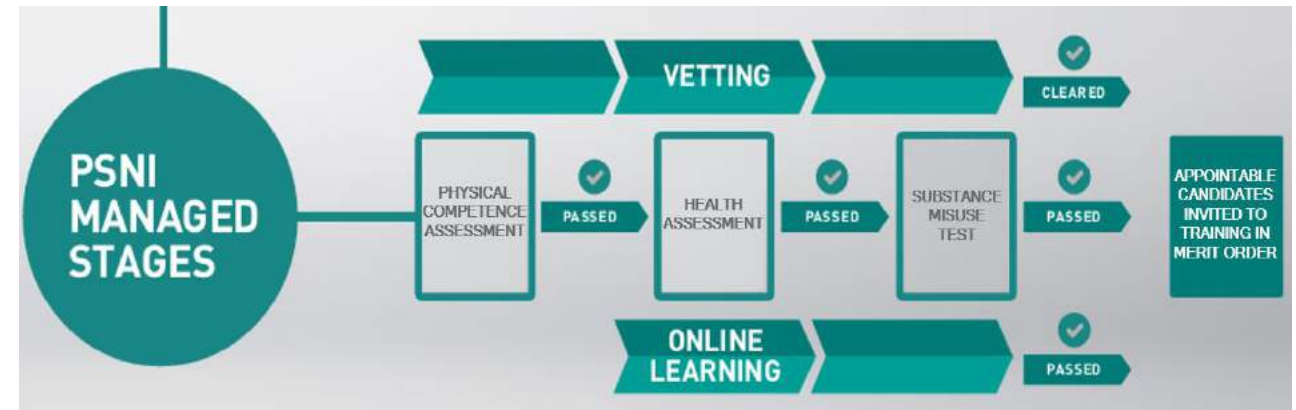 PSNI
MANAGED
STAGES
VETTING
CLEARED
PHYSICAL
COMPETENCE
ASSESSMENT
PASSED
HEALTH
ASSESSMENT
PASSED
SUBSTANCE
MISUSE
TEST
PASSED
APPOINTABLE
CANDIDATES
INVITED TO
TRAINING IN
MERIT ORDER
ONLINE
LEARNING
PASSED